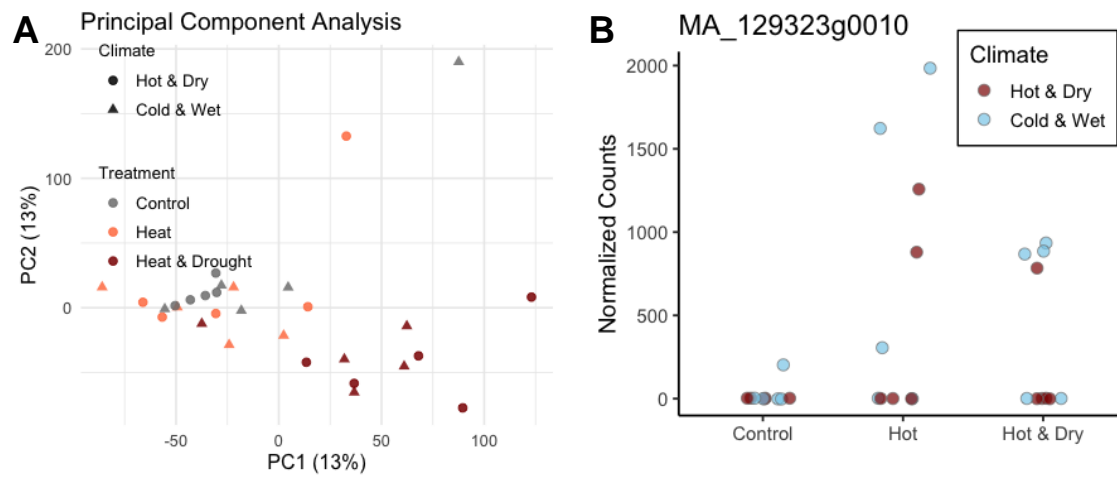 A
Principal Component Analysis
Climate
Hot & Dry
Cold & Wet
Treatment
Control
Heat
Heat & Drought
200
100
0
PC2 (13%)
-50
0
50
100
PC1 (13%)
B
MA_129323g0010
Climate
Hot & Dry
Cold & Wet
2000
1500
1000
500
0
Normalized Counts
Control
Hot
Hot & Dry